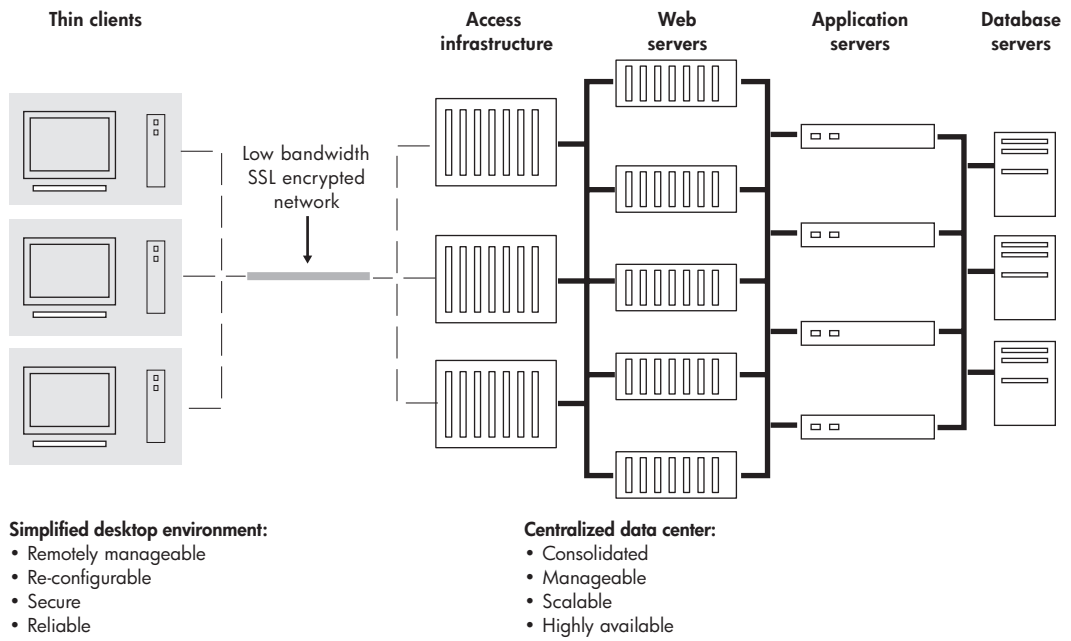 Thin clients
Access
infrastructure
Web
servers
Application
servers
Database
servers
Low bandwidth
SSL encrypted
network
Simplified desktop environment:
• Remotely manageable
• Re-configurable
• Secure
• Reliable
Centralized data center:
• Consolidated
• Manageable
• Scalable
• Highly available